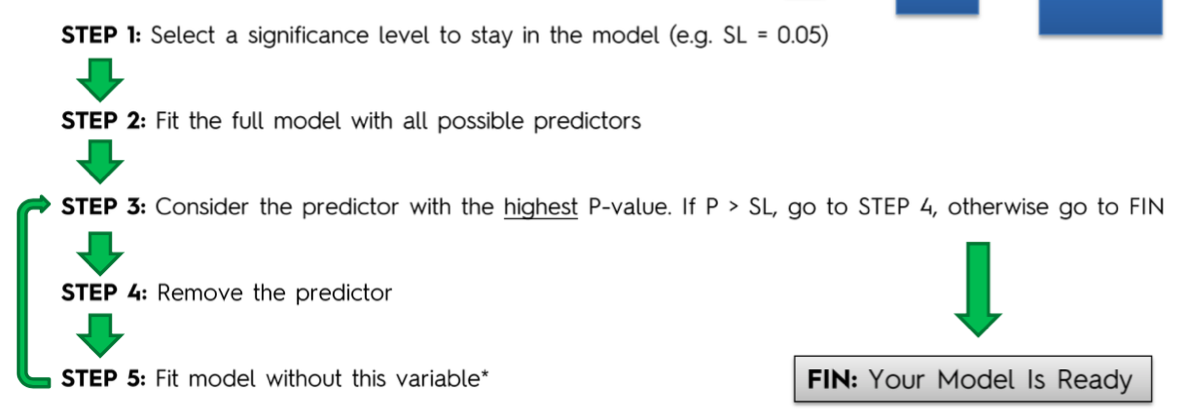 STEP 1: Select a significance level to stay in the model (e.g. SL = 0.05)
STEP 2: Fit the full model with all possible predictors
STEP 3: Consider the predictor with the highest P-value. If P > SL, go to STEP 4, otherwise go to FIN
STEP 4: Remove the predictor
STEP 5: Fit model without this variable*
FIN: Your Model Is Ready